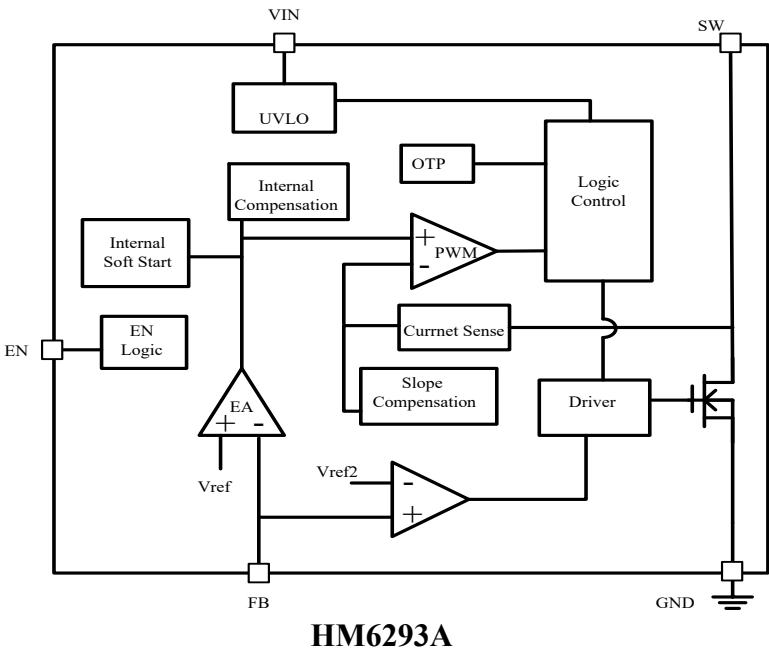 VIN
SW
UVLO
OTP
Logic
Control
Internal
Compensation
+
PWM
-
Internal
Soft Start
EN
EN
Logic
Currnet Sense
Slope
Compensation
Driver
EA
+ -
Vref
Vref2
-
+
FB
GND
HM6293A